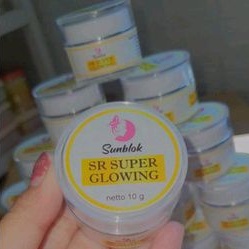 Sunblok
SR SUPER
GLOWING
netto 10 g